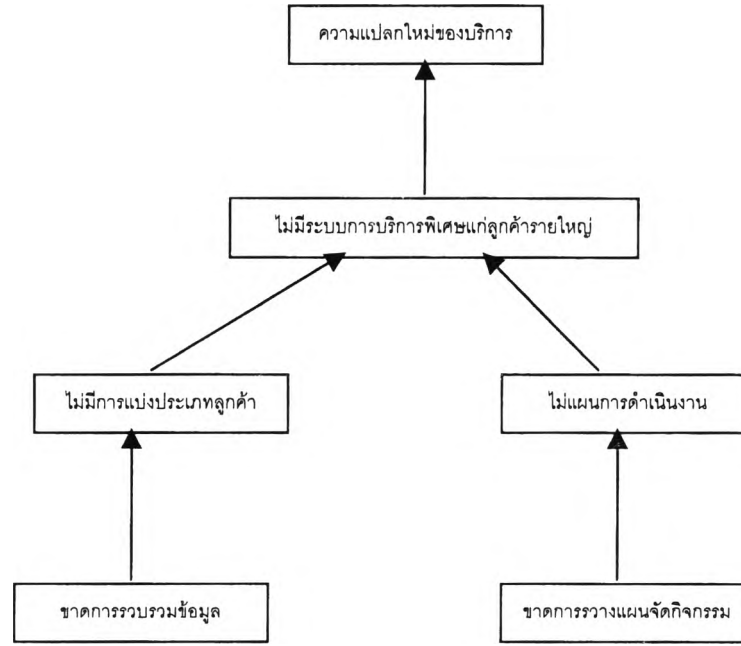 ความแปลกใหม่ของบริการ
ไม่มีระบบการบริการพิเศษแก่ลูกค้ารายใหญ่
ไม่มีการแบ่งประเภทลูกค้า
ไม่แผนการดำเนินงาน
ขาดการรวบรวมข้อมูล
ขาดการรวางแผนจัดกิจกรรม